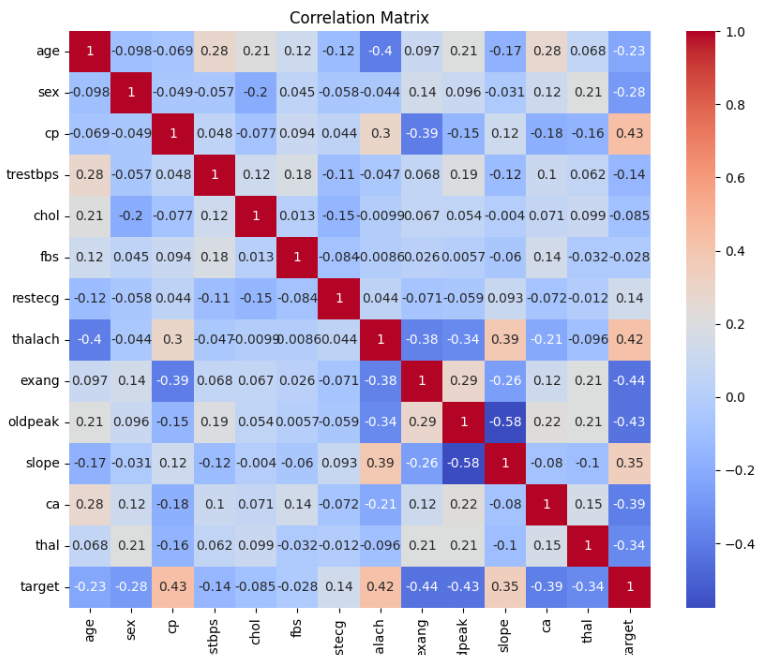 Correlation Matrix
age 1 -0.098 -0.069 0.28 0.21 0.12 -0.12 -0.4 0.097 0.21 -0.17 0.28 0.068 -0.23
sex -0.098 1 -0.049 -0.057 -0.2 0.045 -0.058 -0.044 0.14 0.096 -0.031 0.12 0.21 -0.28
cp -0.069 -0.049 1 0.048 -0.077 0.094 0.044 0.3 -0.39 -0.15 0.12 -0.18 -0.16 0.43
trestbps 0.28 -0.057 0.048 1 0.12 0.18 -0.11 -0.047 0.068 0.19 -0.12 0.1 0.062 -0.14
chol 0.21 -0.2 -0.077 0.12 1 0.013 -0.15 -0.0099 0.067 0.054 -0.004 0.071 0.099 -0.085
fbs 0.12 0.045 0.094 0.18 0.013 1 -0.084 -0.0086 0.026 0.0057 -0.06 0.14 -0.032 -0.028
restecg -0.12 -0.058 0.044 -0.11 -0.15 -0.084 1 0.044 -0.071 -0.059 0.093 -0.072 -0.012 0.14
thalach -0.4 -0.044 0.3 -0.047 -0.0099 -0.0086 0.044 1 -0.38 -0.34 0.39 -0.21 -0.096 0.42
exang 0.097 0.14 -0.39 0.068 0.067 0.026 -0.071 -0.38 1 0.29 -0.26 0.12 0.21 -0.44
oldpeak 0.21 0.096 -0.15 0.19 0.054 0.0057 -0.059 -0.34 0.29 1 -0.58 0.22 0.21 -0.43
slope -0.17 -0.031 0.12 -0.12 -0.004 -0.06 0.093 0.39 -0.26 -0.58 1 -0.08 -0.1 0.35
ca 0.28 0.12 -0.18 0.1 0.071 0.14 -0.072 -0.21 0.12 0.22 -0.08 1 0.15 -0.39
thal 0.068 0.21 -0.16 0.062 0.099 -0.032 -0.012 -0.096 0.21 0.21 -0.1 0.15 1 -0.34
target -0.23 -0.28 0.43 -0.14 -0.085 -0.028 0.14 0.42 -0.44 -0.43 0.35 -0.39 -0.34 1
age sex cp stbps chol fbs stecg alach exang dpeak slope ca thal target
1.0
0.8
0.6
0.4
0.2
0.0
−0.2
−0.4